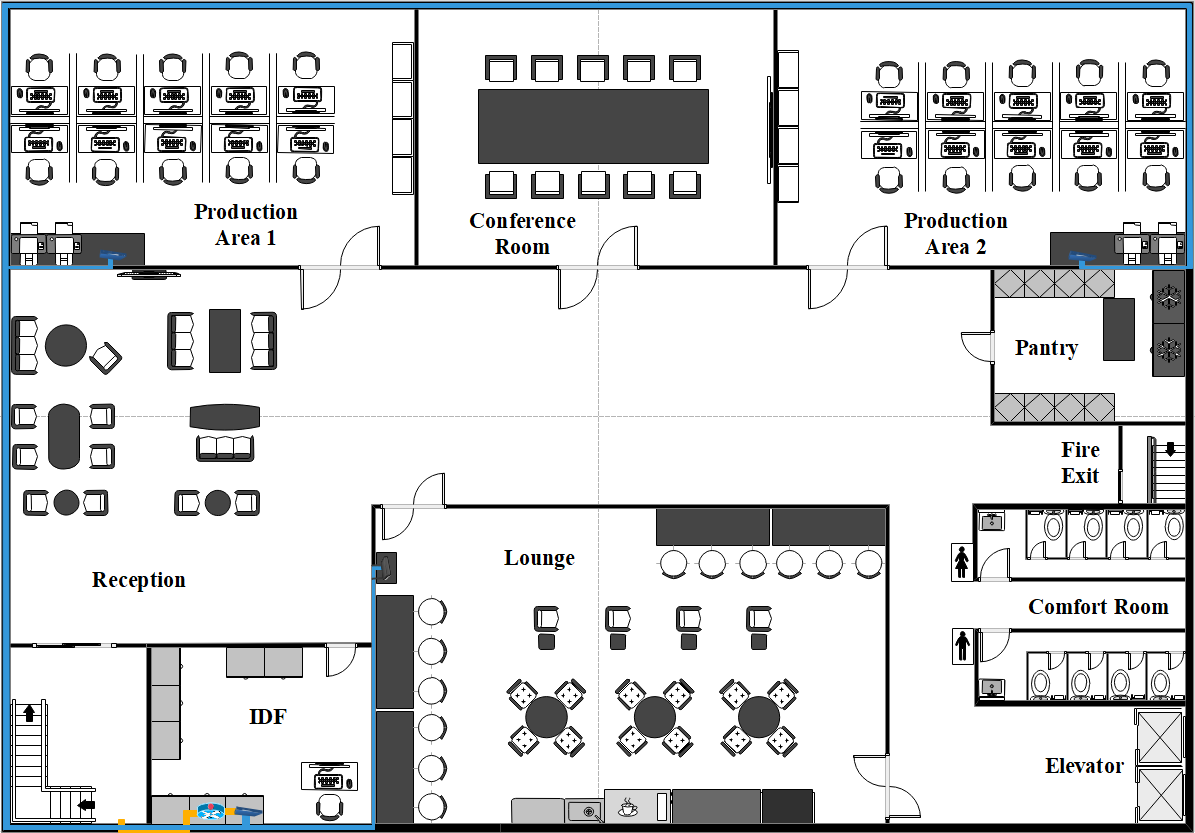 Production
Area 1
Conference
Room
Production
Area 2
Pantry
Fire
Exit
Lounge
Reception
Comfort Room
IDF
Elevator